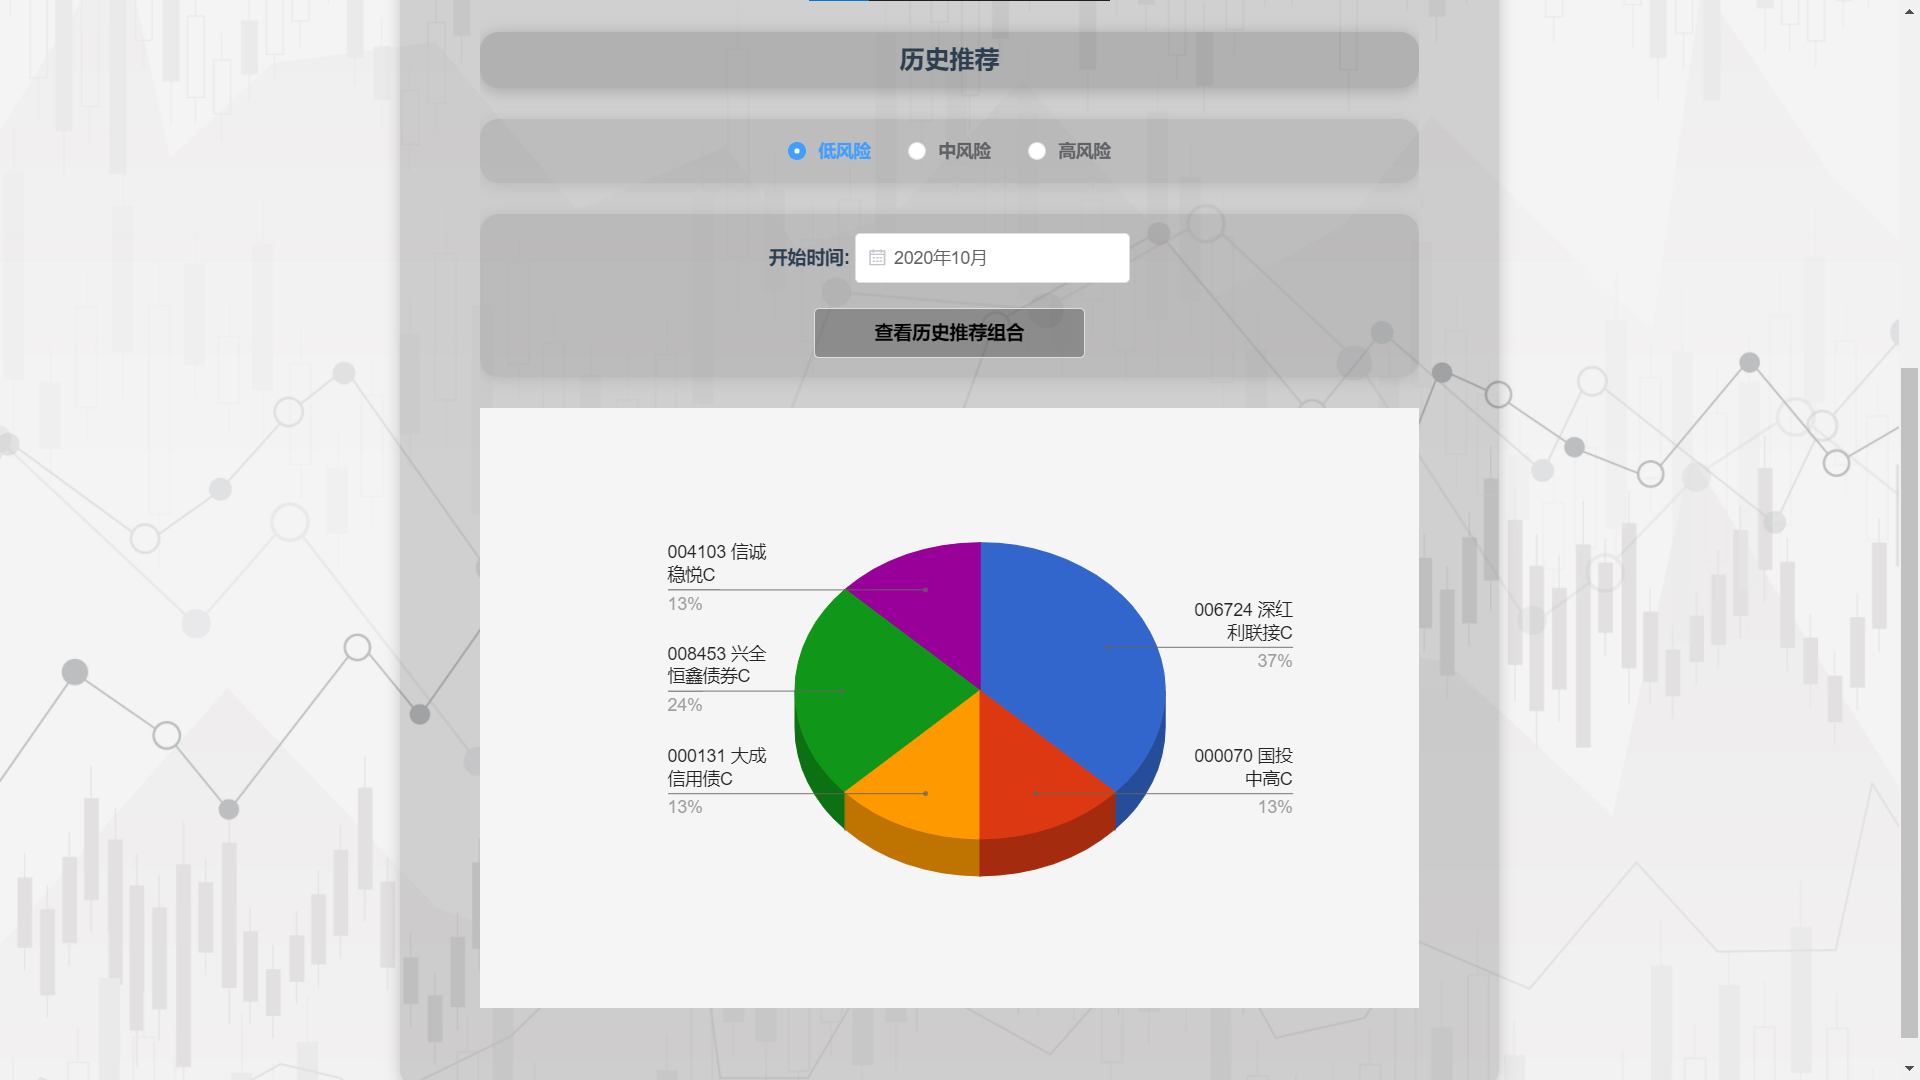 历史推荐
低风险 中风险 高风险
开始时间: 2020年10月
查看历史推荐组合
004103 信诚
稳悦C
13%
008453 兴全
恒鑫债券C
24%
000131 大成
信用债C
13%
006724 深红
利联接C
37%
000070 国投
中高C
13%